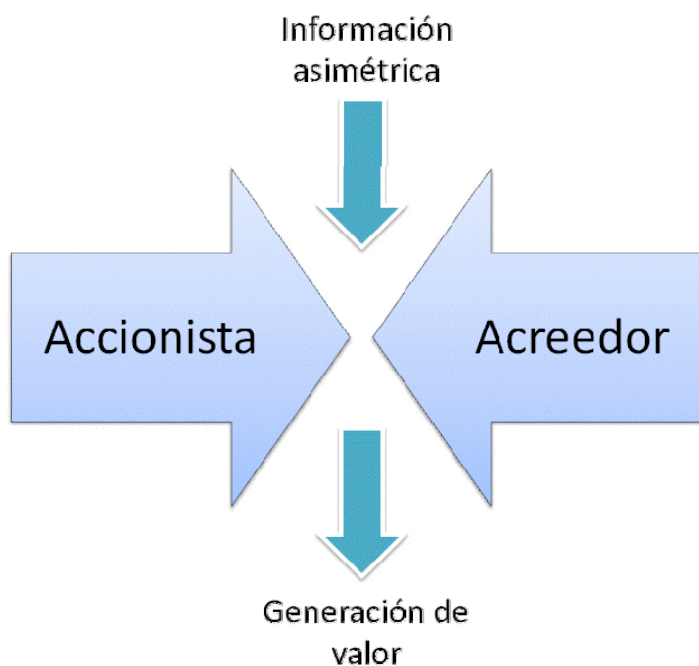 Información
asimétrica
Accionista
Acreedor
Generación de
valor